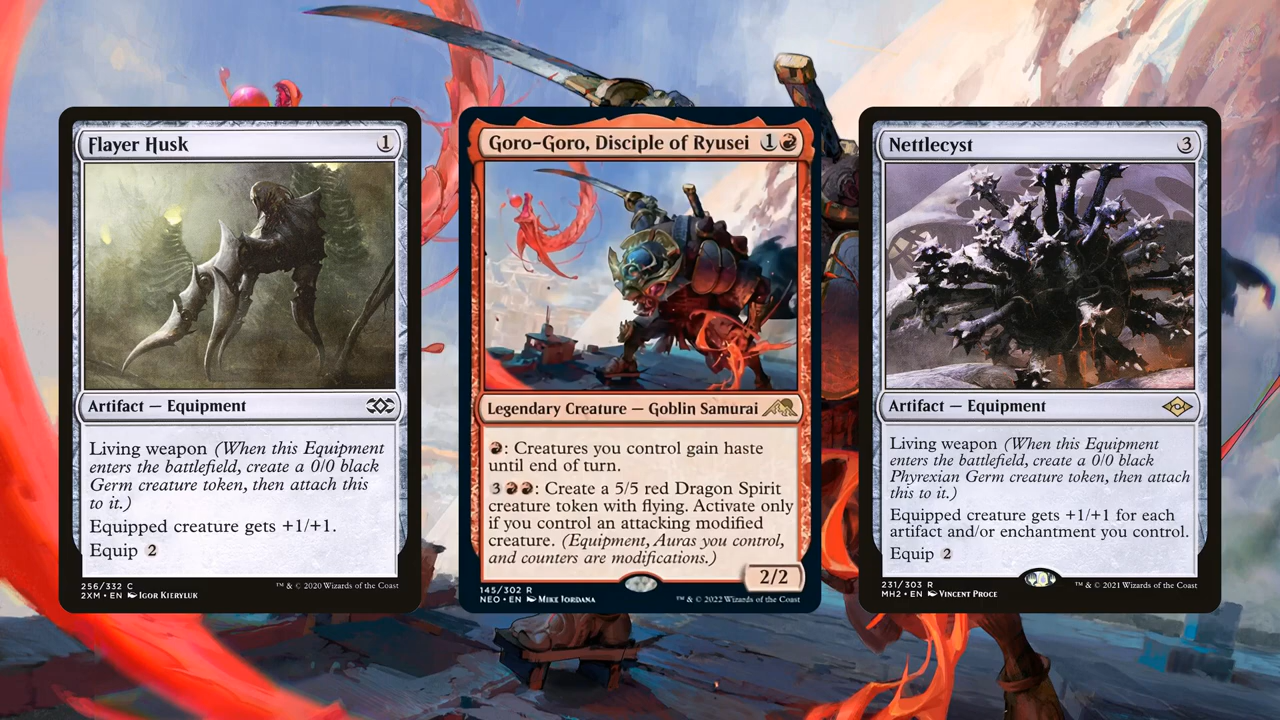 Flayer Husk 1
Artifact — Equipment
Living weapon (When this Equipment
enters the battlefield, create a 0/0 black
Germ creature token, then attach this
to it.)
Equipped creature gets +1/+1.
Equip 2
256/332 C
2XM • EN Igor Kieryluk
™ & © 2020 Wizards of the Coast
Goro-Goro, Disciple of Ryusei 1
Legendary Creature — Goblin Samurai
: Creatures you control gain haste
until end of turn.
3 : Create a 5/5 red Dragon Spirit
creature token with flying. Activate only
if you control an attacking modified
creature. (Equipment, Auras you control,
and counters are modifications.)
2/2
145/302 R
NEO • EN Mike Jordana
™ & © 2022 Wizards of the Coast
Nettlecyst 3
Artifact — Equipment
Living weapon (When this Equipment
enters the battlefield, create a 0/0 black
Phyrexian Germ creature token, then attach
this to it.)
Equipped creature gets +1/+1 for each
artifact and/or enchantment you control.
Equip 2
231/303 R
MH2 • EN Vincent Proce
™ & © 2021 Wizards of the Coast